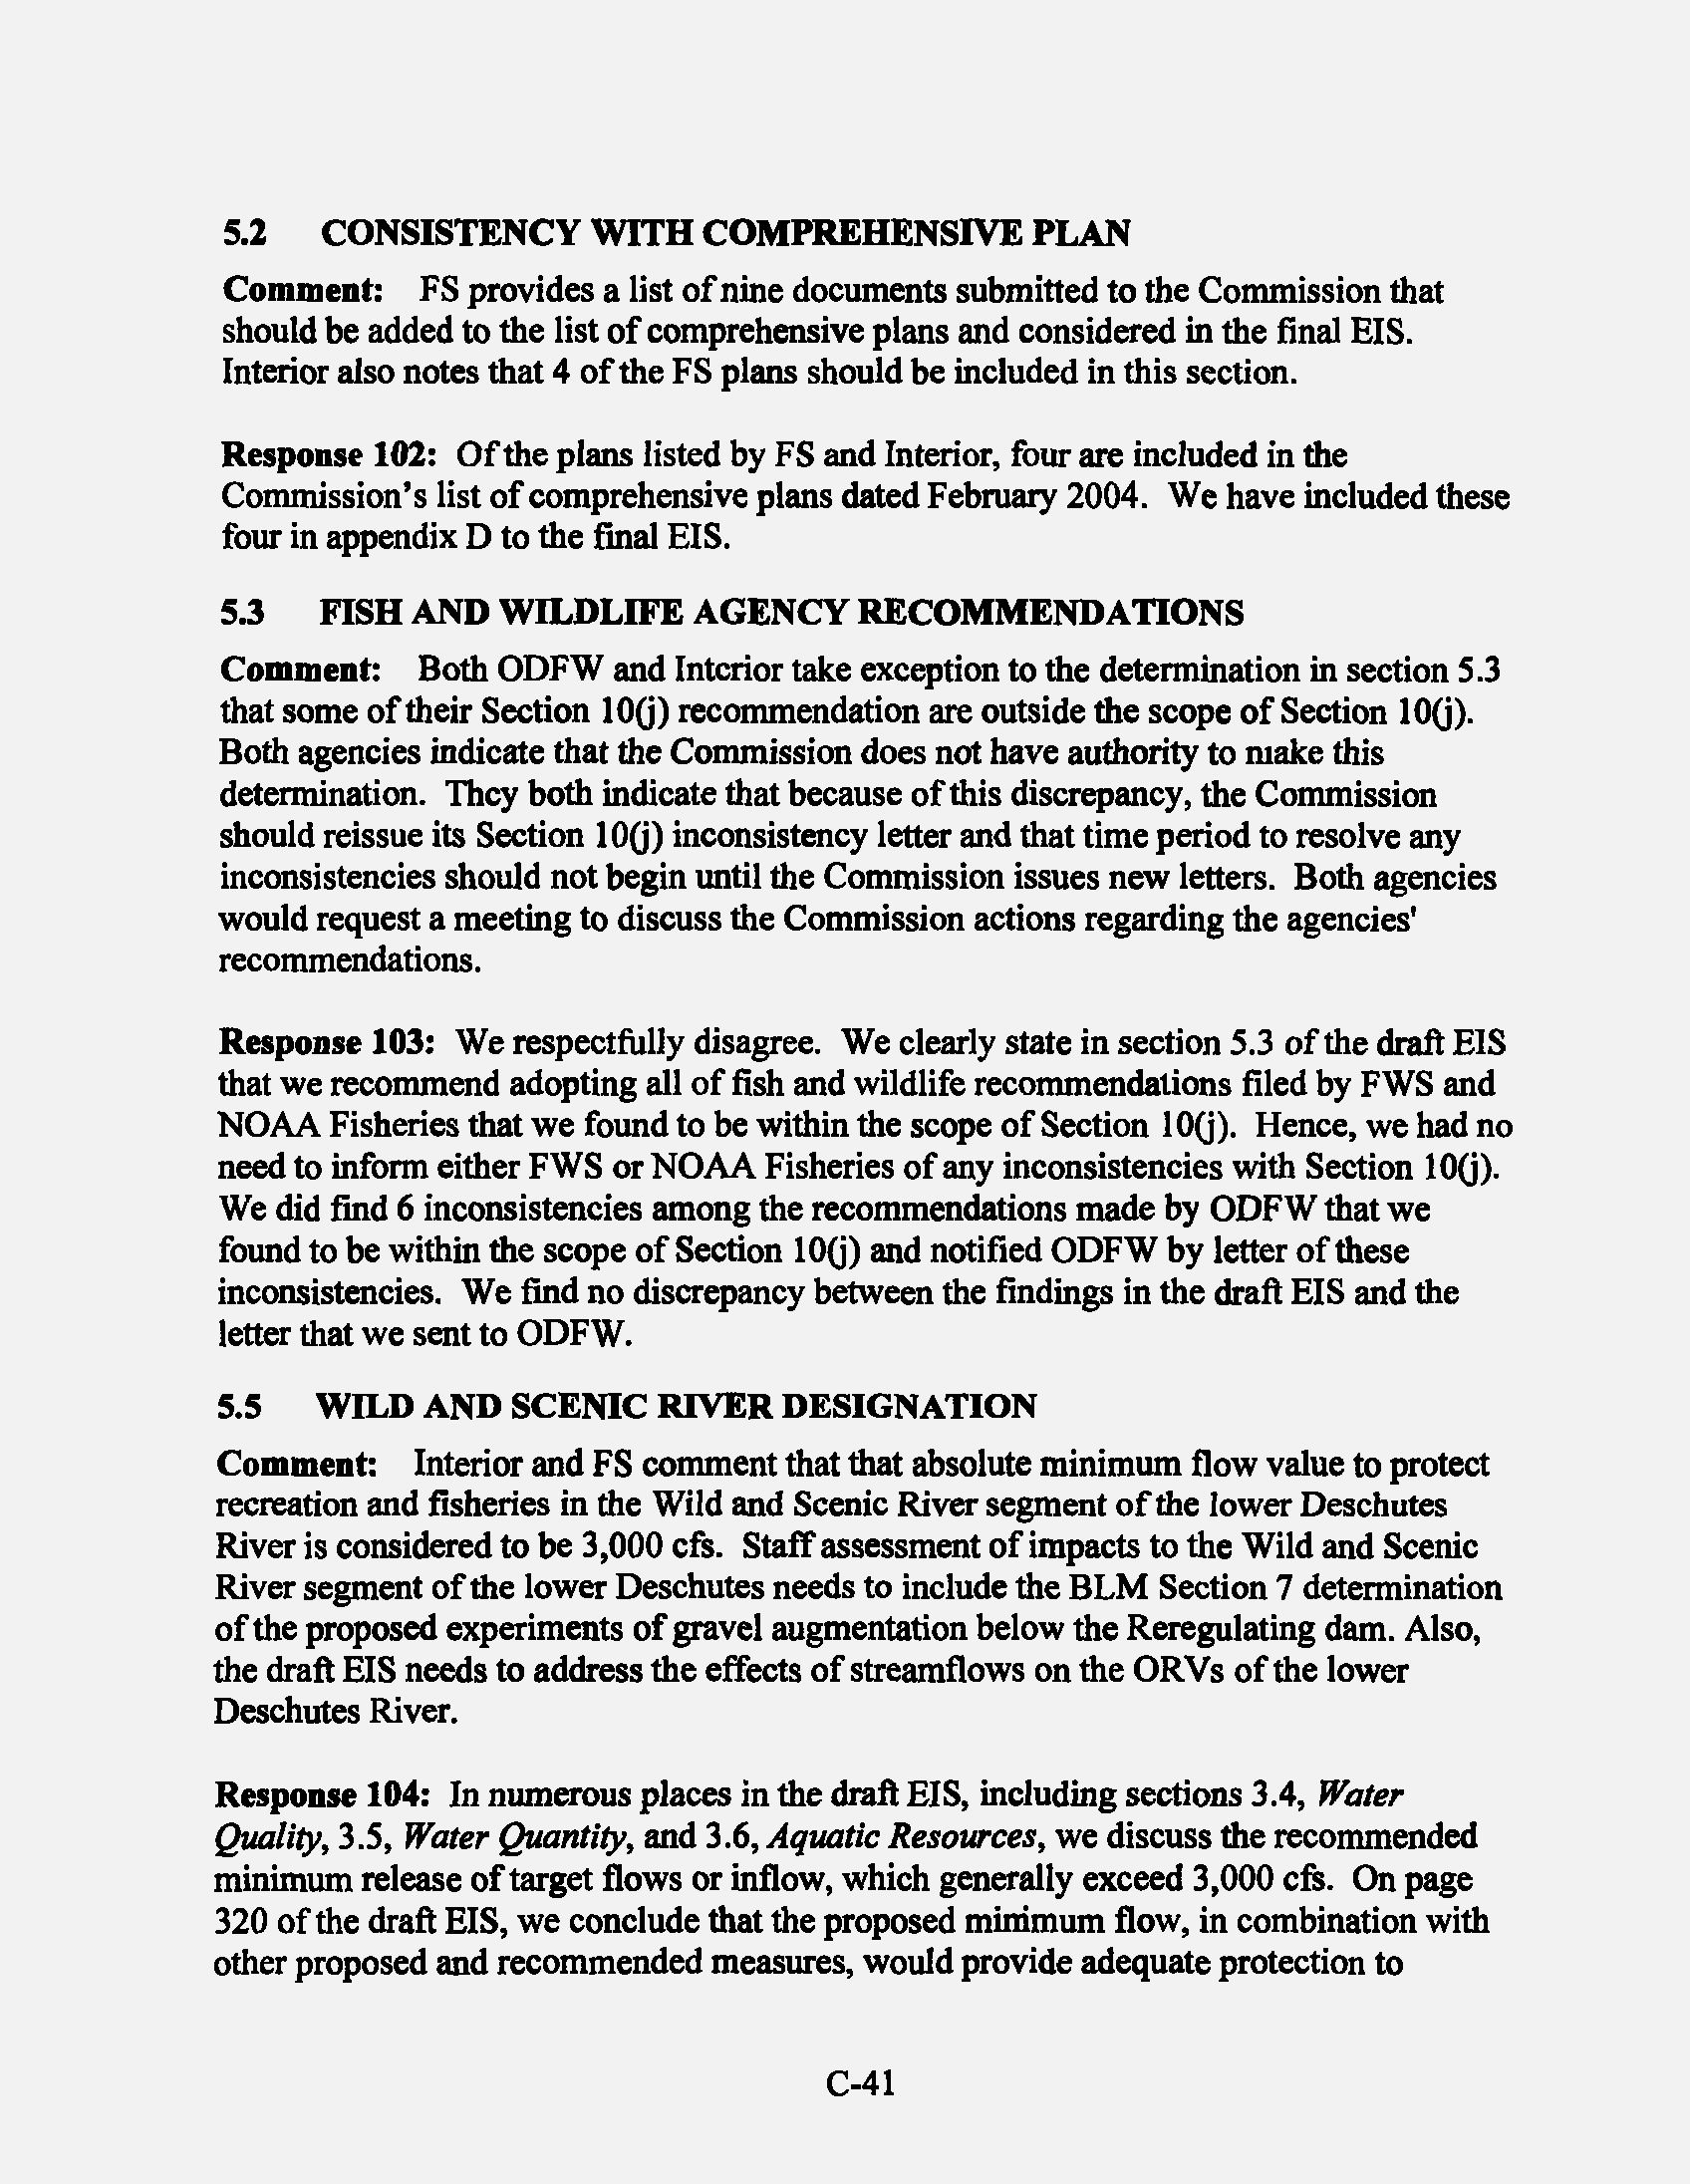 5.2 CONSISTENCY WITH COMPREHENSIVE PLAN
Comment: FS provides a list of nine documents submitted to the Commission that
should be added to the list of comprehensive plans and considered in the final EIS.
Interior also notes that 4 of the FS plans should be included in this section.
Response 102: Of the plans listed by FS and Interior, four are included in the
Commission's list of comprehensive plans dated February 2004. We have included these
four in appendix D to the final EIS.
5.3 FISH AND WILDLIFE AGENCY RECOMMENDATIONS
Comment: Both ODFW and Interior take exception to the determination in section 5.3
that some of their Section 10(j) recommendation are outside the scope of Section 10(j).
Both agencies indicate that the Commission does not have authority to make this
determination. They both indicate that because of this discrepancy, the Commission
should reissue its Section 10(j) inconsistency letter and that time period to resolve any
inconsistencies should not begin until the Commission issues new letters. Both agencies
would request a meeting to discuss the Commission actions regarding the agencies'
recommendations.
Response 103: We respectfully disagree. We clearly state in section 5.3 of the draft EIS
that we recommend adopting all of fish and wildlife recommendations filed by FWS and
NOAA Fisheries that we found to be within the scope of Section 10(j). Hence, we had no
need to inform either FWS or NOAA Fisheries of any inconsistencies with Section 10(j).
We did find 6 inconsistencies among the recommendations made by ODFW that we
found to be within the scope of Section 10(j) and notified ODFW by letter of these
inconsistencies. We find no discrepancy between the findings in the draft EIS and the
letter that we sent to ODFW.
5.5 WILD AND SCENIC RIVER DESIGNATION
Comment: Interior and FS comment that that absolute minimum flow value to protect
recreation and fisheries in the Wild and Scenic River segment of the lower Deschutes
River is considered to be 3,000 cfs. Staff assessment of impacts to the Wild and Scenic
River segment of the lower Deschutes needs to include the BLM Section 7 determination
of the proposed experiments of gravel augmentation below the Reregulating dam. Also,
the draft EIS needs to address the effects of streamflows on the ORVs of the lower
Deschutes River.
Response 104: In numerous places in the draft EIS, including sections 3.4, Water
Quality, 3.5, Water Quantity, and 3.6, Aquatic Resources, we discuss the recommended
minimum release of target flows or inflow, which generally exceed 3,000 cfs. On page
320 of the draft EIS, we conclude that the proposed minimum flow, in combination with
other proposed and recommended measures, would provide adequate protection to
C-41